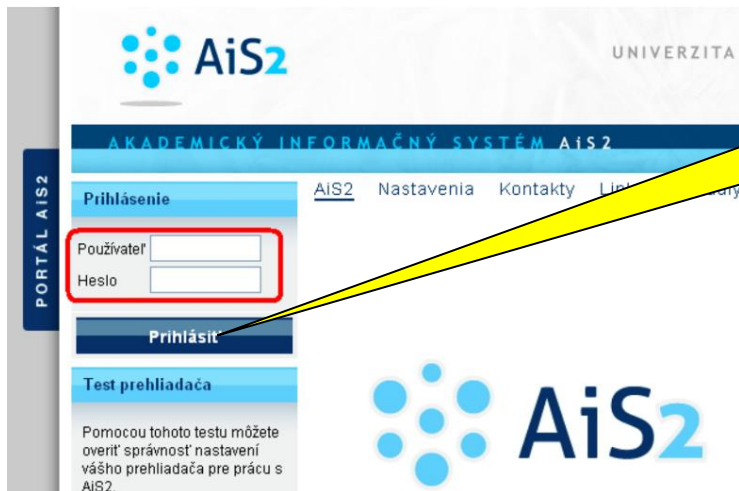 AiS2
UNIVERZITA
AKADEMICKÝ INFORMAČNÝ SYSTÉM AiS2
PORTÁL AiS2
Prihlásenie
AiS2 Nastavenia Kontakty
Používateľ
Heslo
Prihlásiť
Test prehliadača
AiS2
Pomocou tohoto testu môžete
overiť správnosť nastavení
vášho prehliadača pre prácu s
AiS2.